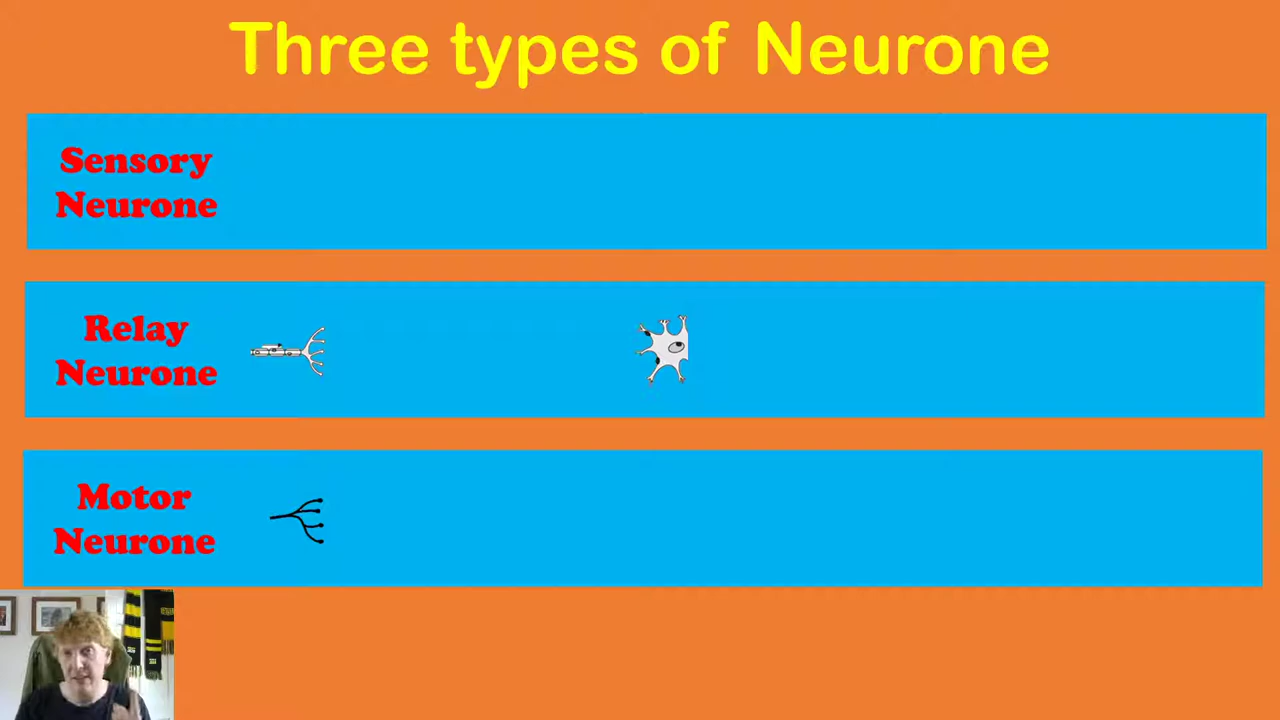 Three types of Neurone
Sensory
Neurone
Relay
Neurone
Motor
Neurone